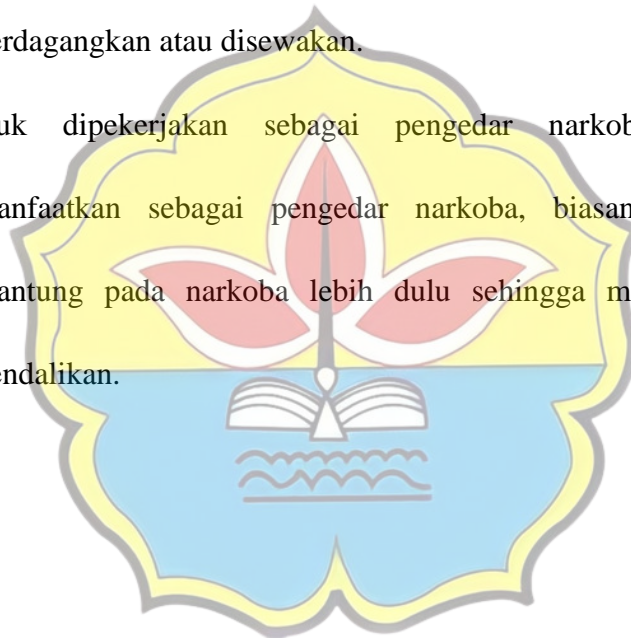 erdagangkan atau disewakan.
uk dipekerjakan sebagai pengedar narkob
anfaatkan sebagai pengedar narkoba, biasan
antung pada narkoba lebih dulu sehingga m
endalikan.